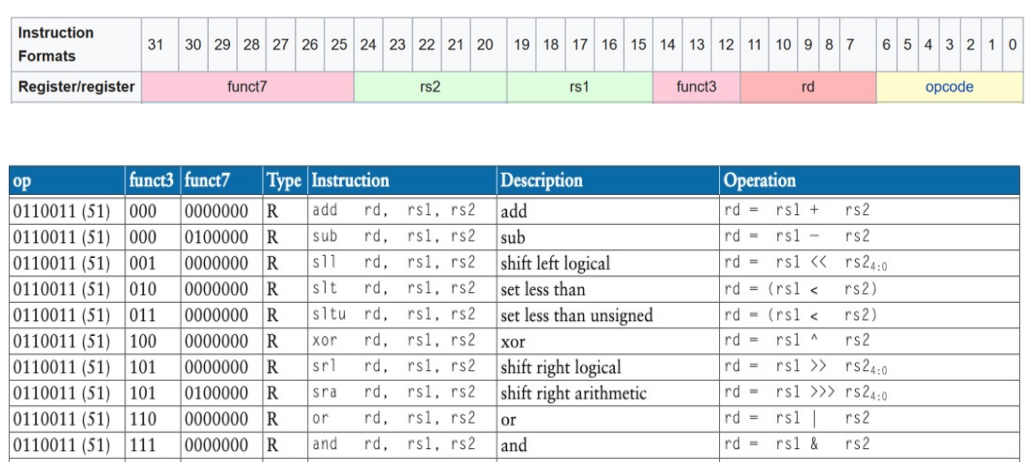 Instruction Formats 31 30 29 28 27 26 25 24 23 22 21 20 19 18 17 16 15 14 13 12 11 10 9 8 7 6 5 4 3 2 1 0
Register/register funct7 rs2 rs1 funct3 rd opcode
op funct3 funct7 Type Instruction Description Operation
0110011 (51) 000 0000000 R add rd, rs1, rs2 add rd = rs1 + rs2
0110011 (51) 000 0100000 R sub rd, rs1, rs2 sub rd = rs1 − rs2
0110011 (51) 001 0000000 R sll rd, rs1, rs2 shift left logical rd = rs1 << rs2₄:₀
0110011 (51) 010 0000000 R slt rd, rs1, rs2 set less than rd = (rs1 < rs2)
0110011 (51) 011 0000000 R sltu rd, rs1, rs2 set less than unsigned rd = (rs1 < rs2)
0110011 (51) 100 0000000 R xor rd, rs1, rs2 xor rd = rs1 ^ rs2
0110011 (51) 101 0000000 R srl rd, rs1, rs2 shift right logical rd = rs1 >> rs2₄:₀
0110011 (51) 101 0100000 R sra rd, rs1, rs2 shift right arithmetic rd = rs1 >>> rs2₄:₀
0110011 (51) 110 0000000 R or rd, rs1, rs2 or rd = rs1 | rs2
0110011 (51) 111 0000000 R and rd, rs1, rs2 and rd = rs1 & rs2